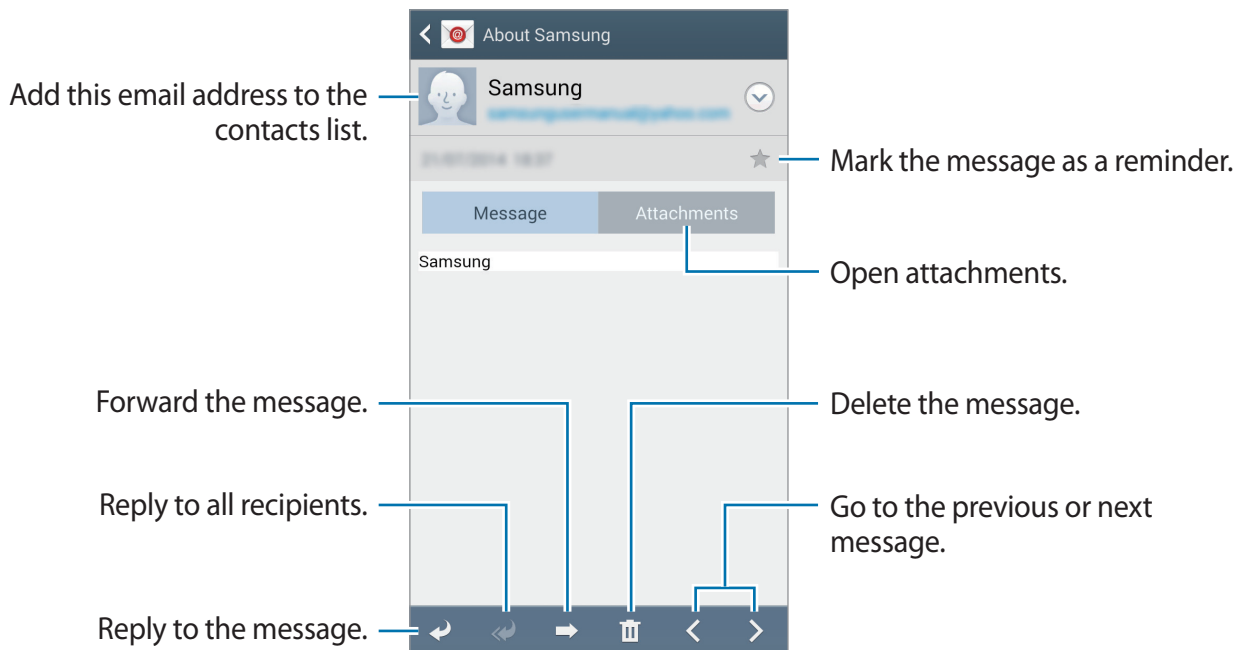 About Samsung
Add this email address to the
contacts list.
Samsung
Mark the message as a reminder.
Message
Attachments
Samsung
Open attachments.
Forward the message.
Delete the message.
Reply to all recipients.
Go to the previous or next
message.
Reply to the message.